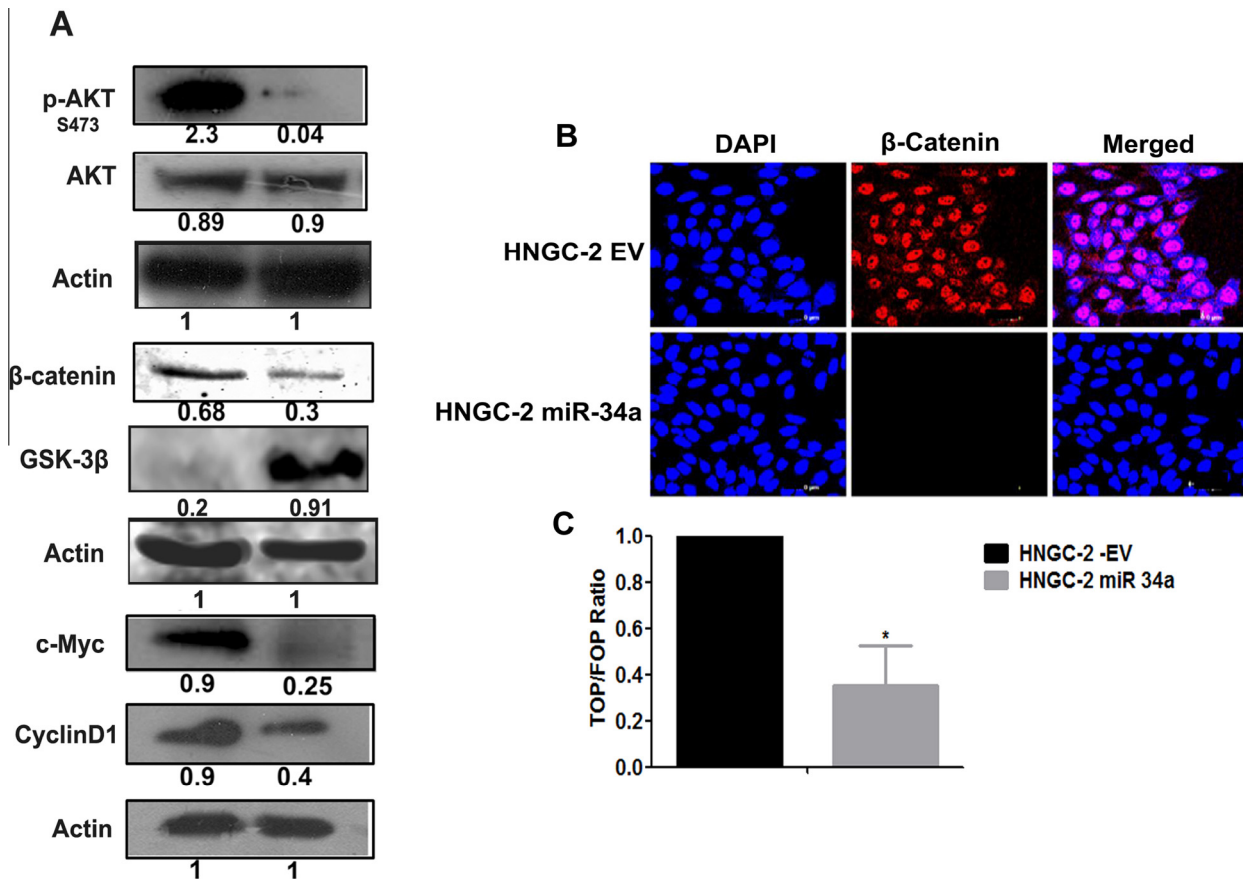 A
p-AKT
S473
2.3 0.04
AKT
0.89 0.9
Actin
1 1
β-catenin
0.68 0.3
GSK-3β
0.2 0.91
Actin
1 1
c-Myc
0.9 0.25
CyclinD1
0.9 0.4
Actin
1 1
B
DAPI β-Catenin Merged
HNGC-2 EV
HNGC-2 miR-34a
C
TOP/FOP Ratio
1.0
0.8
0.6
0.4
0.2
0.0
*
HNGC-2 -EV
HNGC-2 miR 34a